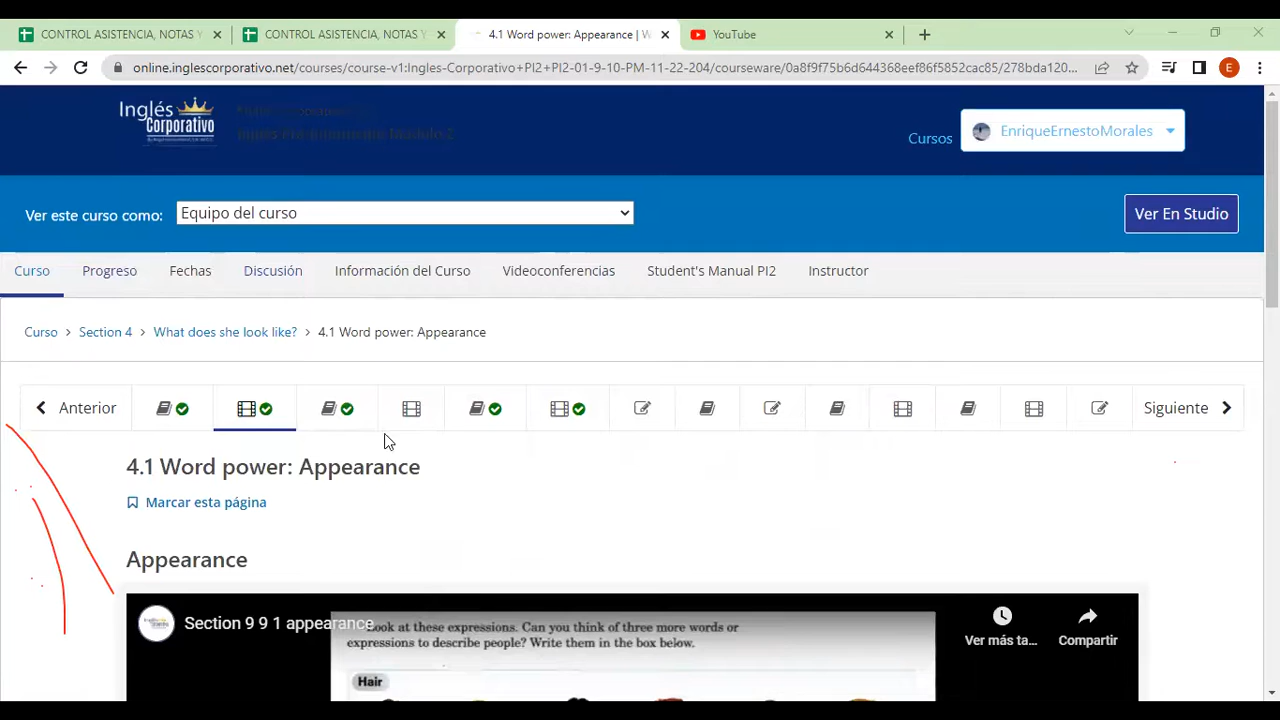 CONTROL ASISTENCIA, NOTAS Y
CONTROL ASISTENCIA, NOTAS Y
4.1 Word power: Appearance | W
YouTube
online.inglescorporativo.net/courses/course-v1:Ingles-Corporativo+PI2+PI2-01-9-10-PM-11-22-204/courseware/0a8f9f75b6d644368eef86f5852cac85/278bda120...
E
Inglés
Corporativo
Cursos
EnriqueErnestoMorales
Ver este curso como:
Equipo del curso
Ver En Studio
Curso
Progreso
Fechas
Discusión
Información del Curso
Videoconferencias
Student's Manual PI2
Instructor
Curso > Section 4 > What does she look like? > 4.1 Word power: Appearance
Anterior
Siguiente
4.1 Word power: Appearance
Marcar esta página
Appearance
Section 9 9 1 appearance
Look at these expressions. Can you think of three more words or
expressions to describe people? Write them in the box below.
Ver más ta...
Compartir
Hair